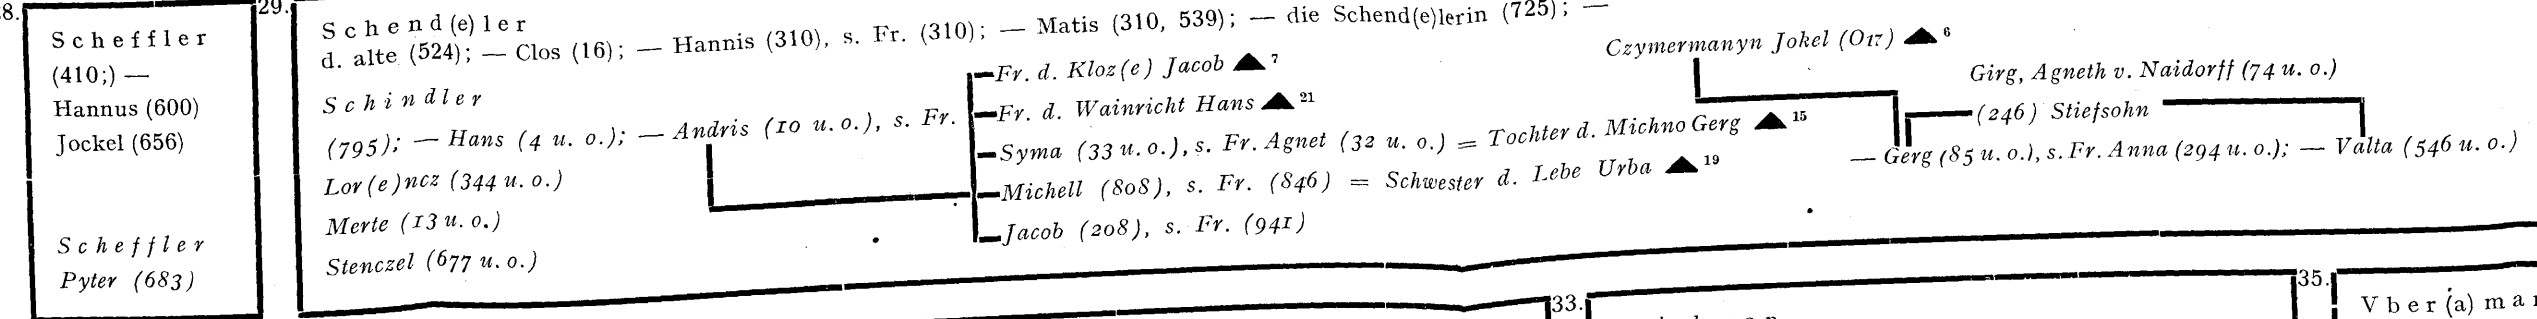 8.
Scheffler
(410;) —
Hannus (600)
Jockel (656)
Scheffler
Pyter (683)
29.
Schend(e)ler
d. alte (524); — Clos (16); — Hannis (310), s. Fr. (310); — Matis (310, 539); — die Schend(e)lerin (725); —
Schindler
(795); — Hans (4 u. o.); — Andris (10 u. o.), s. Fr.
Lor(e)ncz (344 u. o.)
Merte (13 u. o.)
Stenczel (677 u. o.)
Fr. d. Kloz(e) Jacob ▲ 7
Fr. d. Wainricht Hans ▲ 21
Syma (33 u. o.), s. Fr. Agnet (32 u. o.) = Tochter d. Michno Gerg ▲ 15
Michell (808), s. Fr. (846) = Schwester d. Lebe Urba ▲ 19
Jacob (208), s. Fr. (941)
Czymermanyn Jokel (O17) ▲ 6
Girg, Agneth v. Naidorff (74 u. o.)
(246) Stiefsohn
— Gerg (85 u. o.), s. Fr. Anna (294 u. o.); — Valta (546 u. o.)
33.
35.
Vber(a)mar